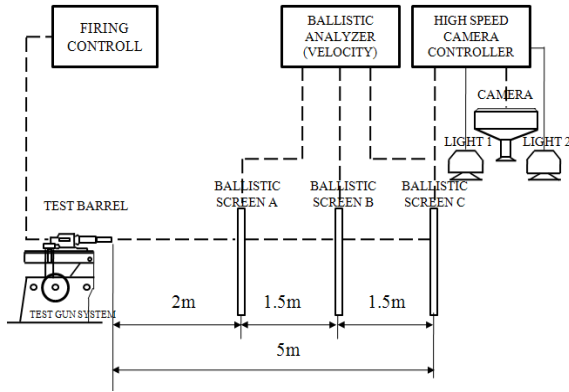 FIRING
CONTROLL
BALLISTIC
ANALYZER
(VELOCITY)
HIGH SPEED
CAMERA
CONTROLLER
CAMERA
LIGHT 1
LIGHT 2
BALLISTIC
SCREEN A
BALLISTIC
SCREEN B
BALLISTIC
SCREEN C
TEST BARREL
TEST GUN SYSTEM
2m
1.5m
1.5m
5m